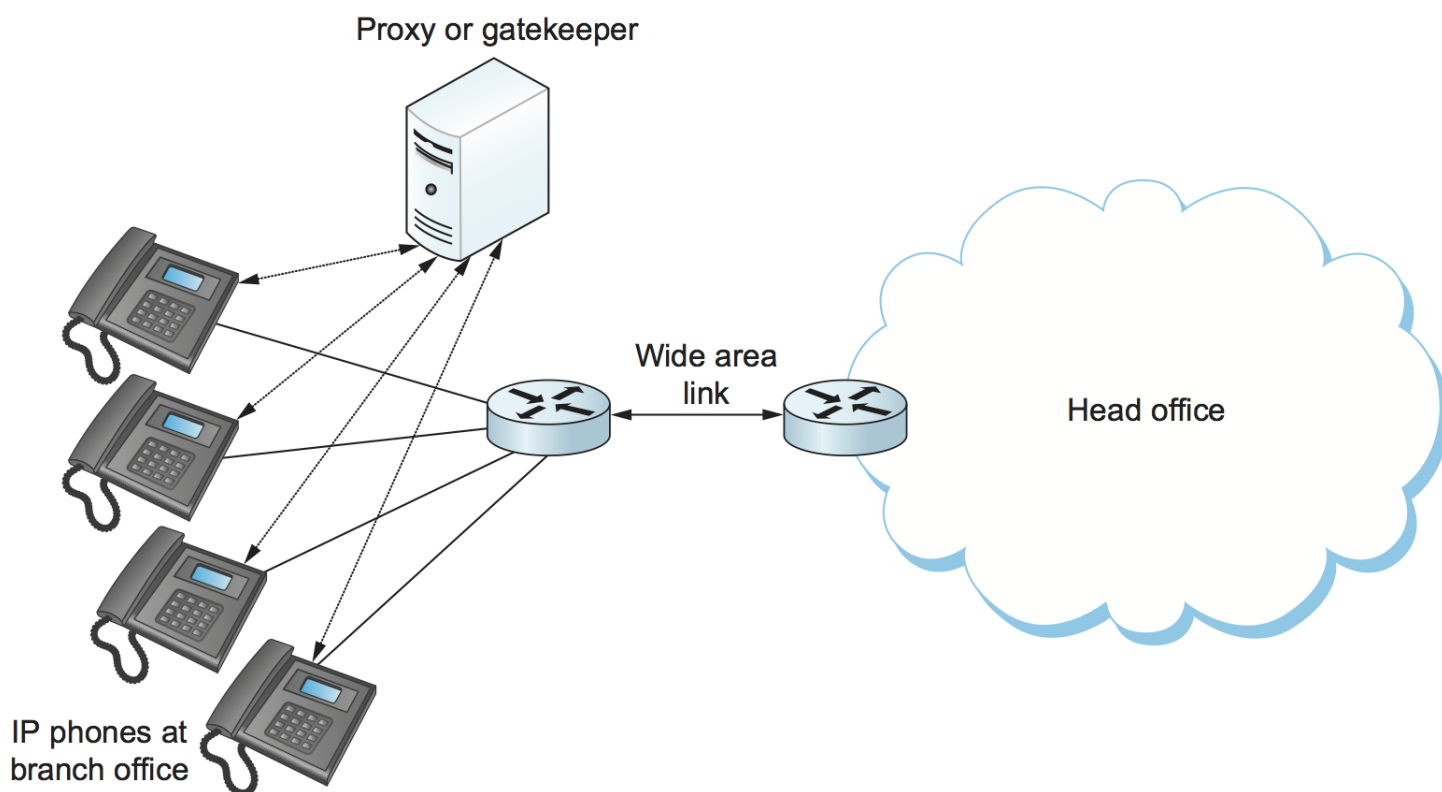 Proxy or gatekeeper
Wide area
link
Head office
IP phones at
branch office